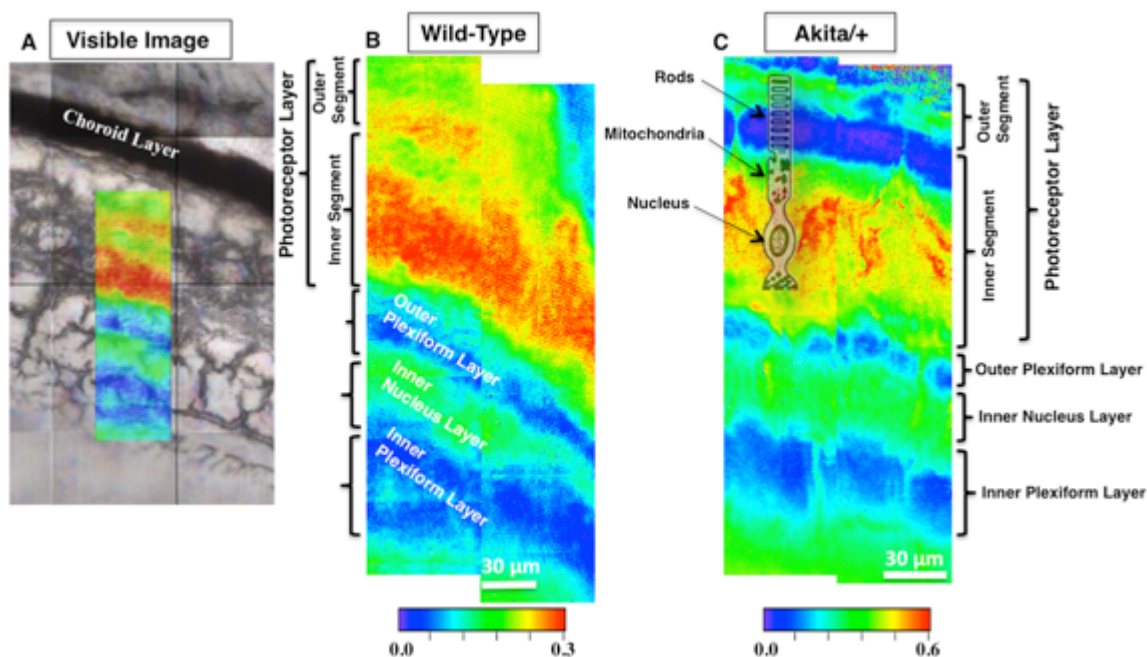 A
Visible Image
Choroid Layer
B
Wild-Type
Photoreceptor Layer
Outer
Segment
Inner Segment
Outer
Plexiform Layer
Inner
Nucleus Layer
Inner
Plexiform Layer
30 µm
0.0
0.3
C
Akita/+
Rods
Mitochondria
Nucleus
Outer
Segment
Inner Segment
Photoreceptor Layer
Outer Plexiform Layer
Inner Nucleus Layer
Inner Plexiform Layer
30 µm
0.0
0.6